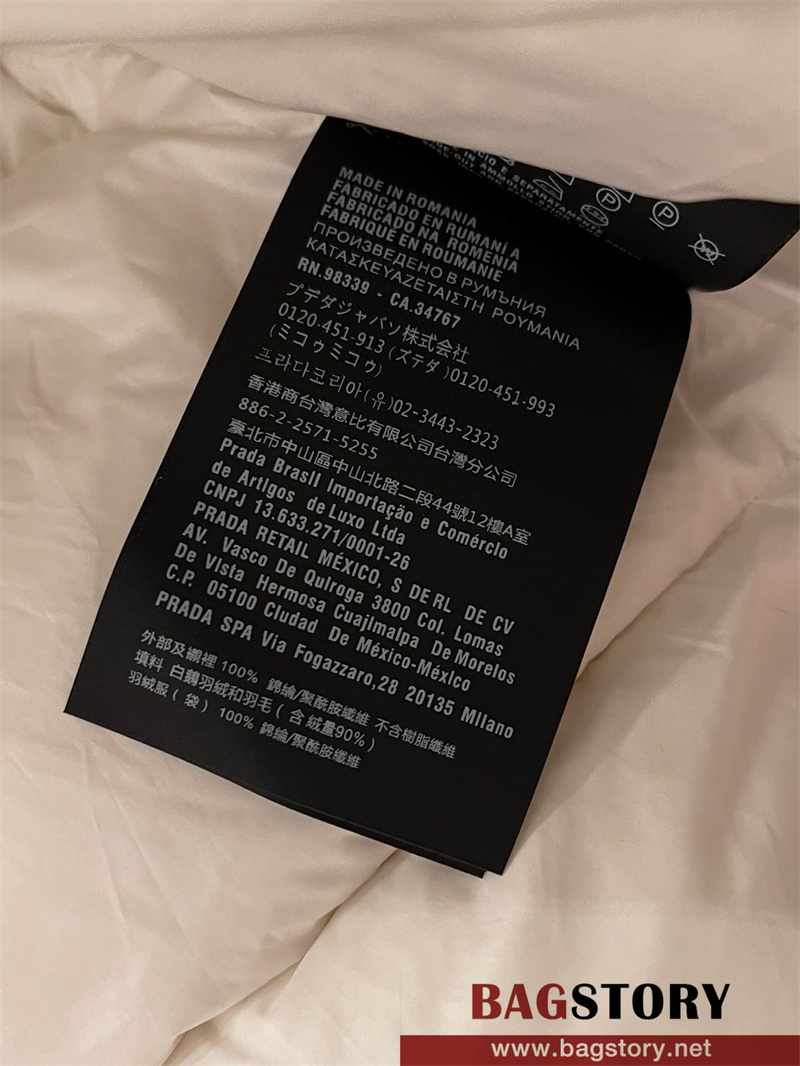 SEPARATAMENTE
MADE IN ROMANIA
FABRICADO EN RUMANÍ A
FABRICADO NA ROMENIA
FABRIQUÉ EN ROUMANIE
ПРОИЗВЕДЕНО В РУМЪНИЯ
ΚΑΤΑΣΚΕΥΑΖΕΤΑΙΣΤΗ ΡΟΥΜΑΝΙΑ
RN.98339 - CA.34767
プデダジャパソ株式会社
0120-451-913 (ズテダ)0120-451-993
(ミコゥミコゥ)
프라다코리아(유)02-3443-2323
香港商台灣意比有限公司台灣分公司
886-2-2571-5255
臺北市中山區中山北路二段44號12樓A室
Prada Brasil Importação e Comércio
de Artigos de Luxo Ltda
CNPJ 13.633.271/0001-26
PRADA RETAIL MÉXICO, S DE RL DE CV
AV. Vasco De Quiroga 3800 Col. Lomas
De Vista Hermosa Cuajimalpa De Morelos
C.P. 05100 Ciudad De México-México
PRADA SPA Via Fogazzaro,28 20135 Milano
外部及襯裡 100% 錦綸/聚酰胺纖維 不含樹脂纖維
填料 白鵝羽絨和羽毛(含絨量90%)
羽絨服(袋) 100% 錦綸/聚酰胺纖維
BAGSTORY
www.bagstory.net